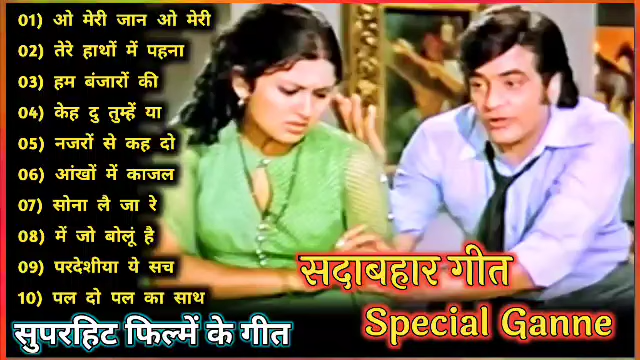 01) ओ मेरी जान ओ मेरी
02) तेरे हाथों में पहना
03) हम बंजारों की
04) केह दु तुम्हें या
05) नजरों से कह दो
06) आंखों में काजल
07) सोना लै जा रे
08) में जो बोलूं है
09) परदेशीया ये सच
10) पल दो पल का साथ
सदाबहार गीत
Special Ganne
सुपरहिट फिल्में के गीत